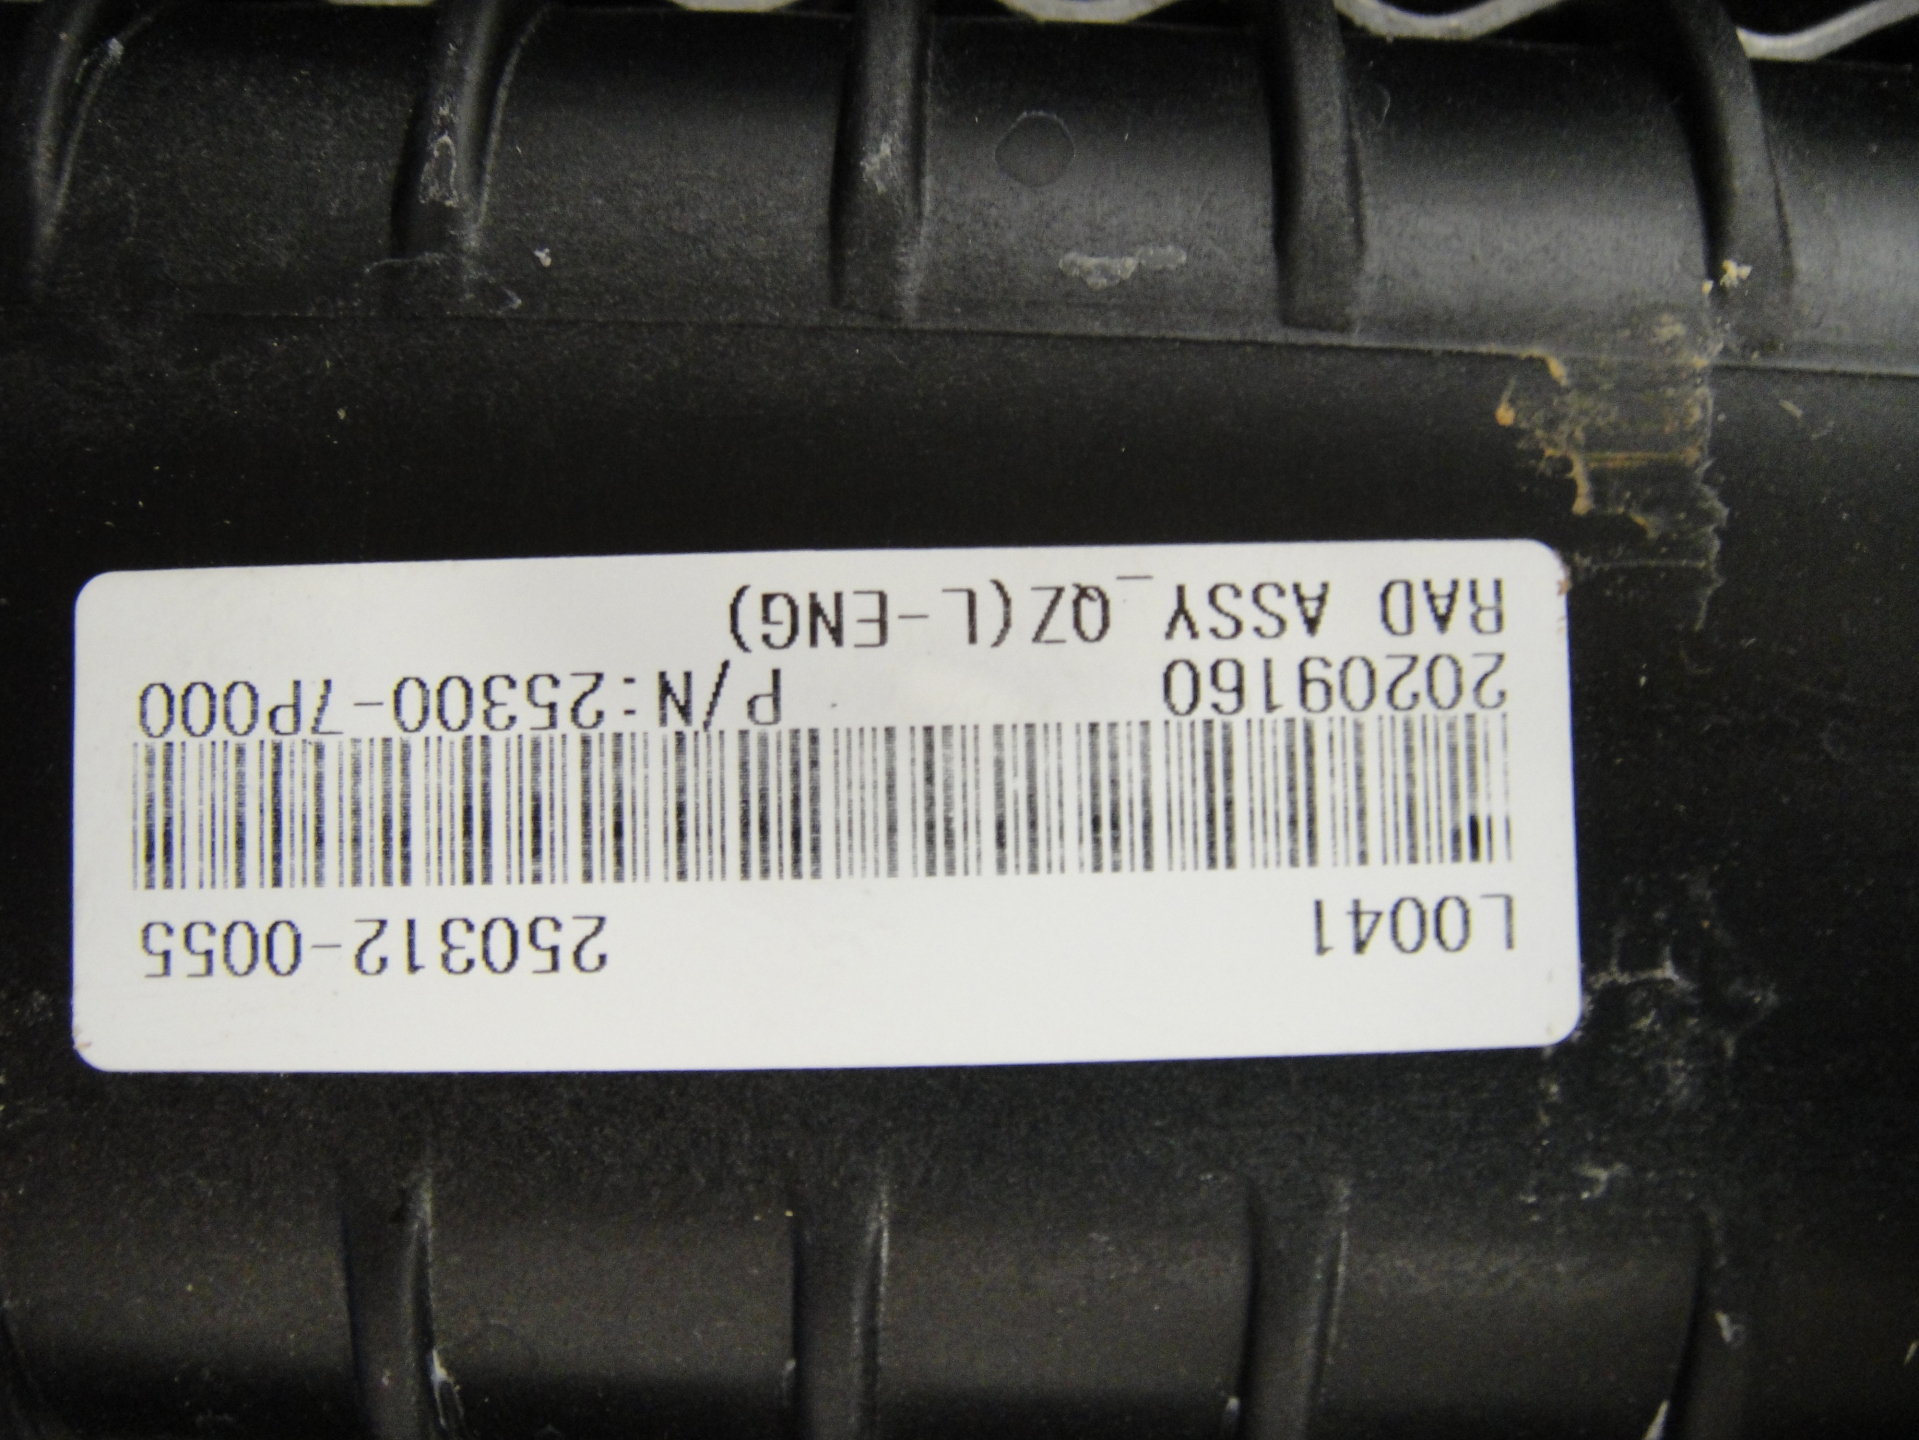 L0041 250312-0055
20209160 P/N:25300-7P000
RAD ASSY_QZ(L-ENG)